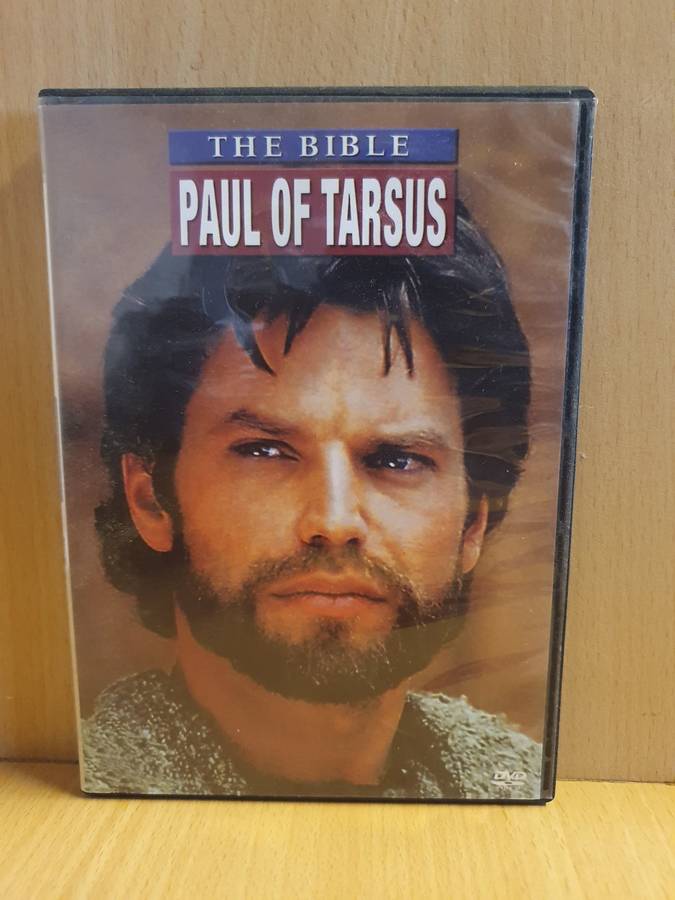 THE BIBLE
PAUL OF TARSUS
DVD